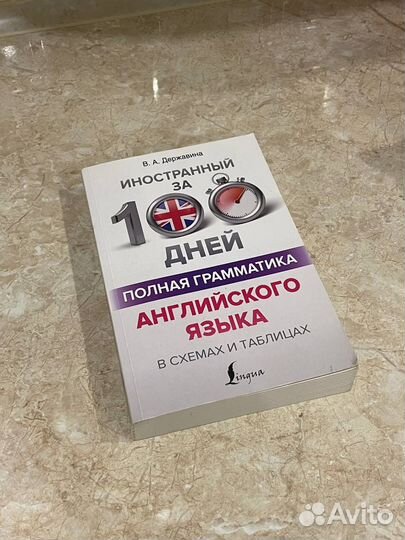 В. А. Державина
ИНОСТРАННЫЙ
ЗА
100
ДНЕЙ
ПОЛНАЯ ГРАММАТИКА
АНГЛИЙСКОГО
ЯЗЫКА
В СХЕМАХ И ТАБЛИЦАХ
Lingua
Avito